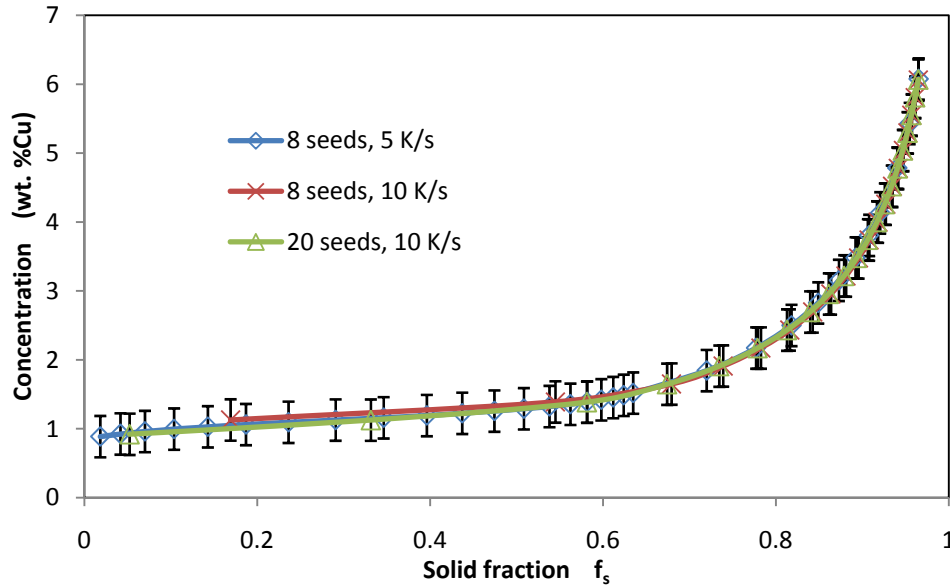 7
6
5
4
3
2
1
0
Concentration (wt. %Cu)
8 seeds, 5 K/s
8 seeds, 10 K/s
20 seeds, 10 K/s
0 0.2 0.4 0.6 0.8 1
Solid fraction fs